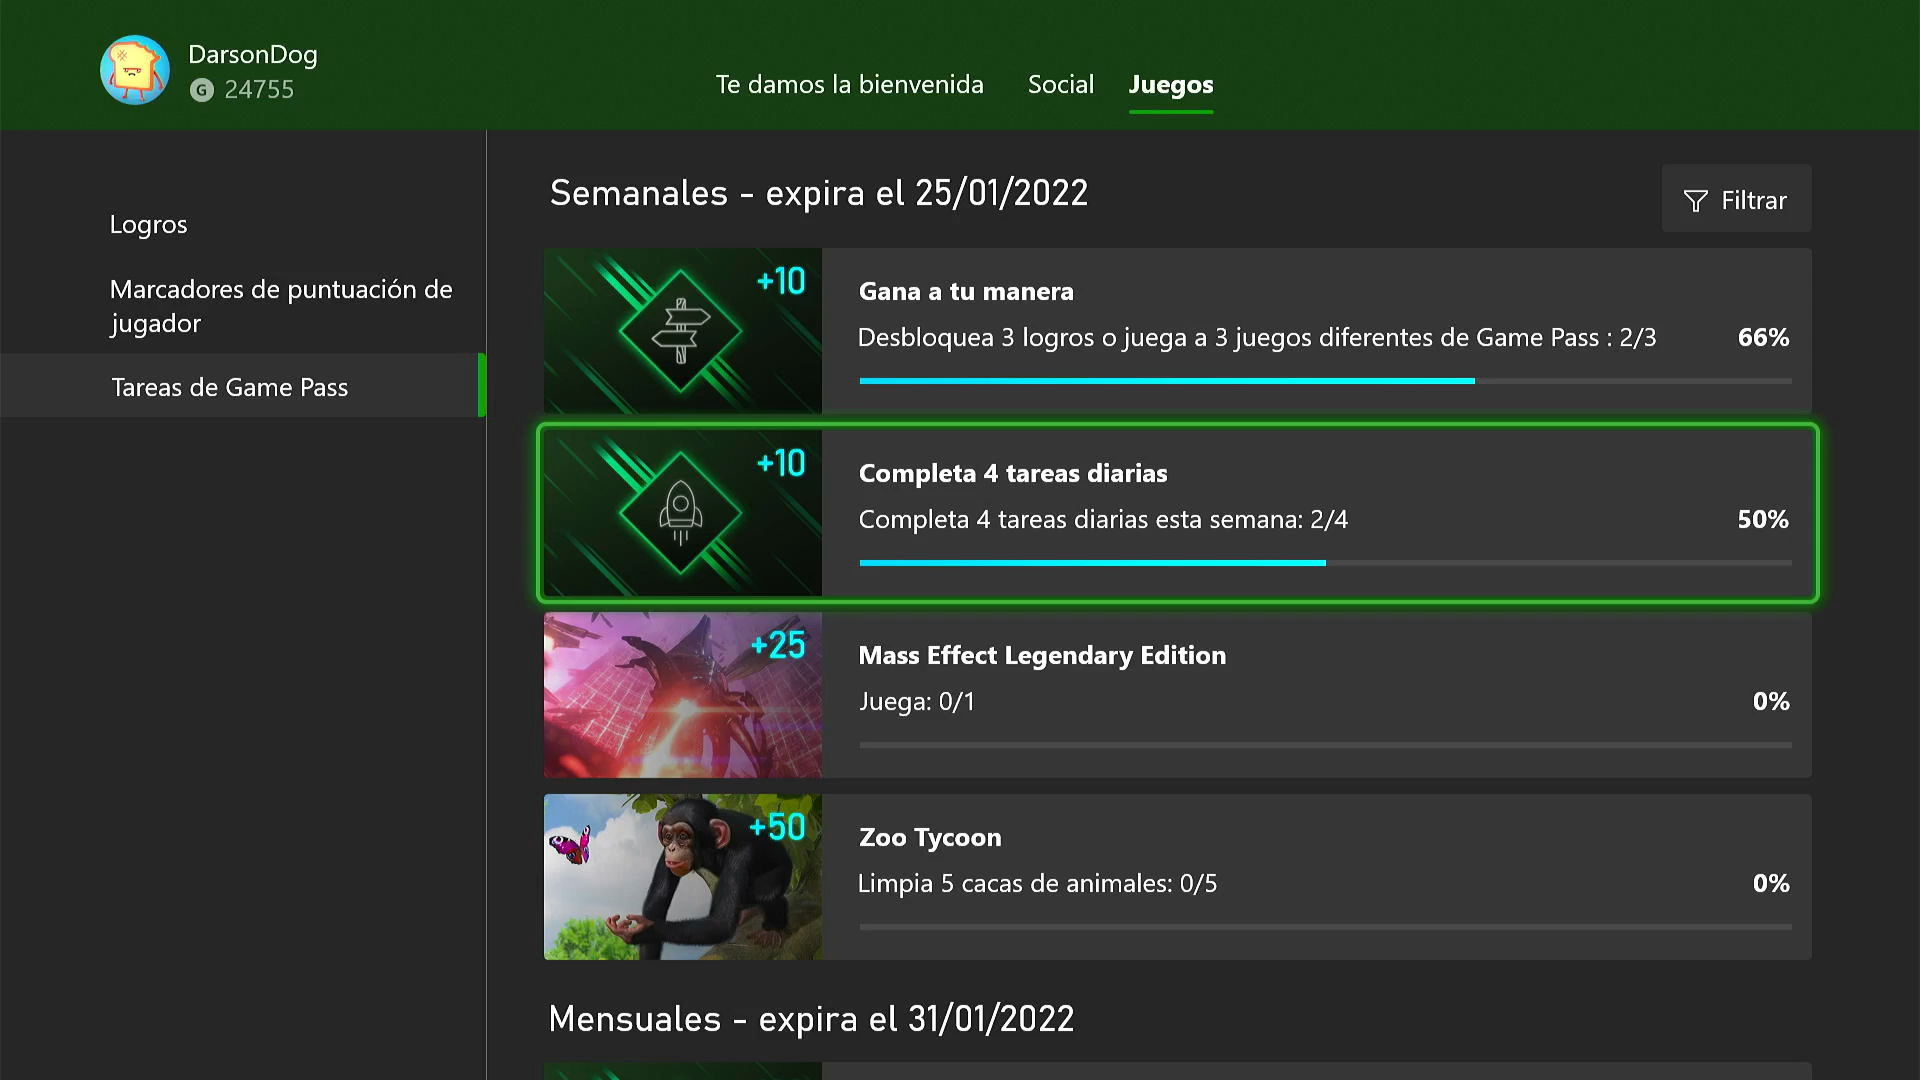 DarsonDog
G 24755
Te damos la bienvenida
Social
Juegos
Logros
Marcadores de puntuación de
jugador
Tareas de Game Pass
Semanales - expira el 25/01/2022
Filtrar
+10
Gana a tu manera
Desbloquea 3 logros o juega a 3 juegos diferentes de Game Pass : 2/3
66%
+10
Completa 4 tareas diarias
Completa 4 tareas diarias esta semana: 2/4
50%
+25
Mass Effect Legendary Edition
Juega: 0/1
0%
+50
Zoo Tycoon
Limpia 5 cacas de animales: 0/5
0%
Mensuales - expira el 31/01/2022